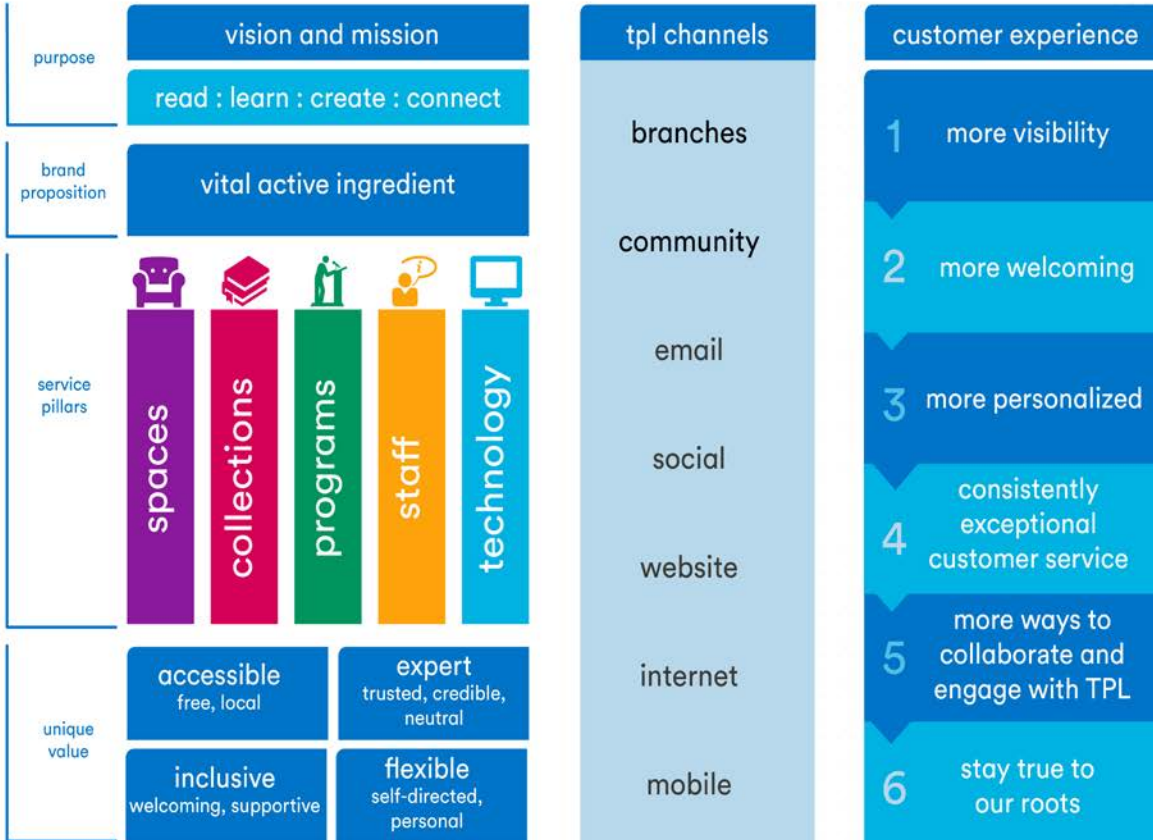 purpose
vision and mission
read : learn : create : connect
brand
proposition
vital active ingredient
service
pillars
i
spaces
collections
programs
staff
technology
unique
value
accessible
free, local
expert
trusted, credible,
neutral
inclusive
welcoming, supportive
flexible
self-directed,
personal
tpl channels
branches
community
email
social
website
internet
mobile
customer experience
1 more visibility
2 more welcoming
3 more personalized
4 consistently
exceptional
customer service
5 more ways to
collaborate and
engage with TPL
6 stay true to
our roots